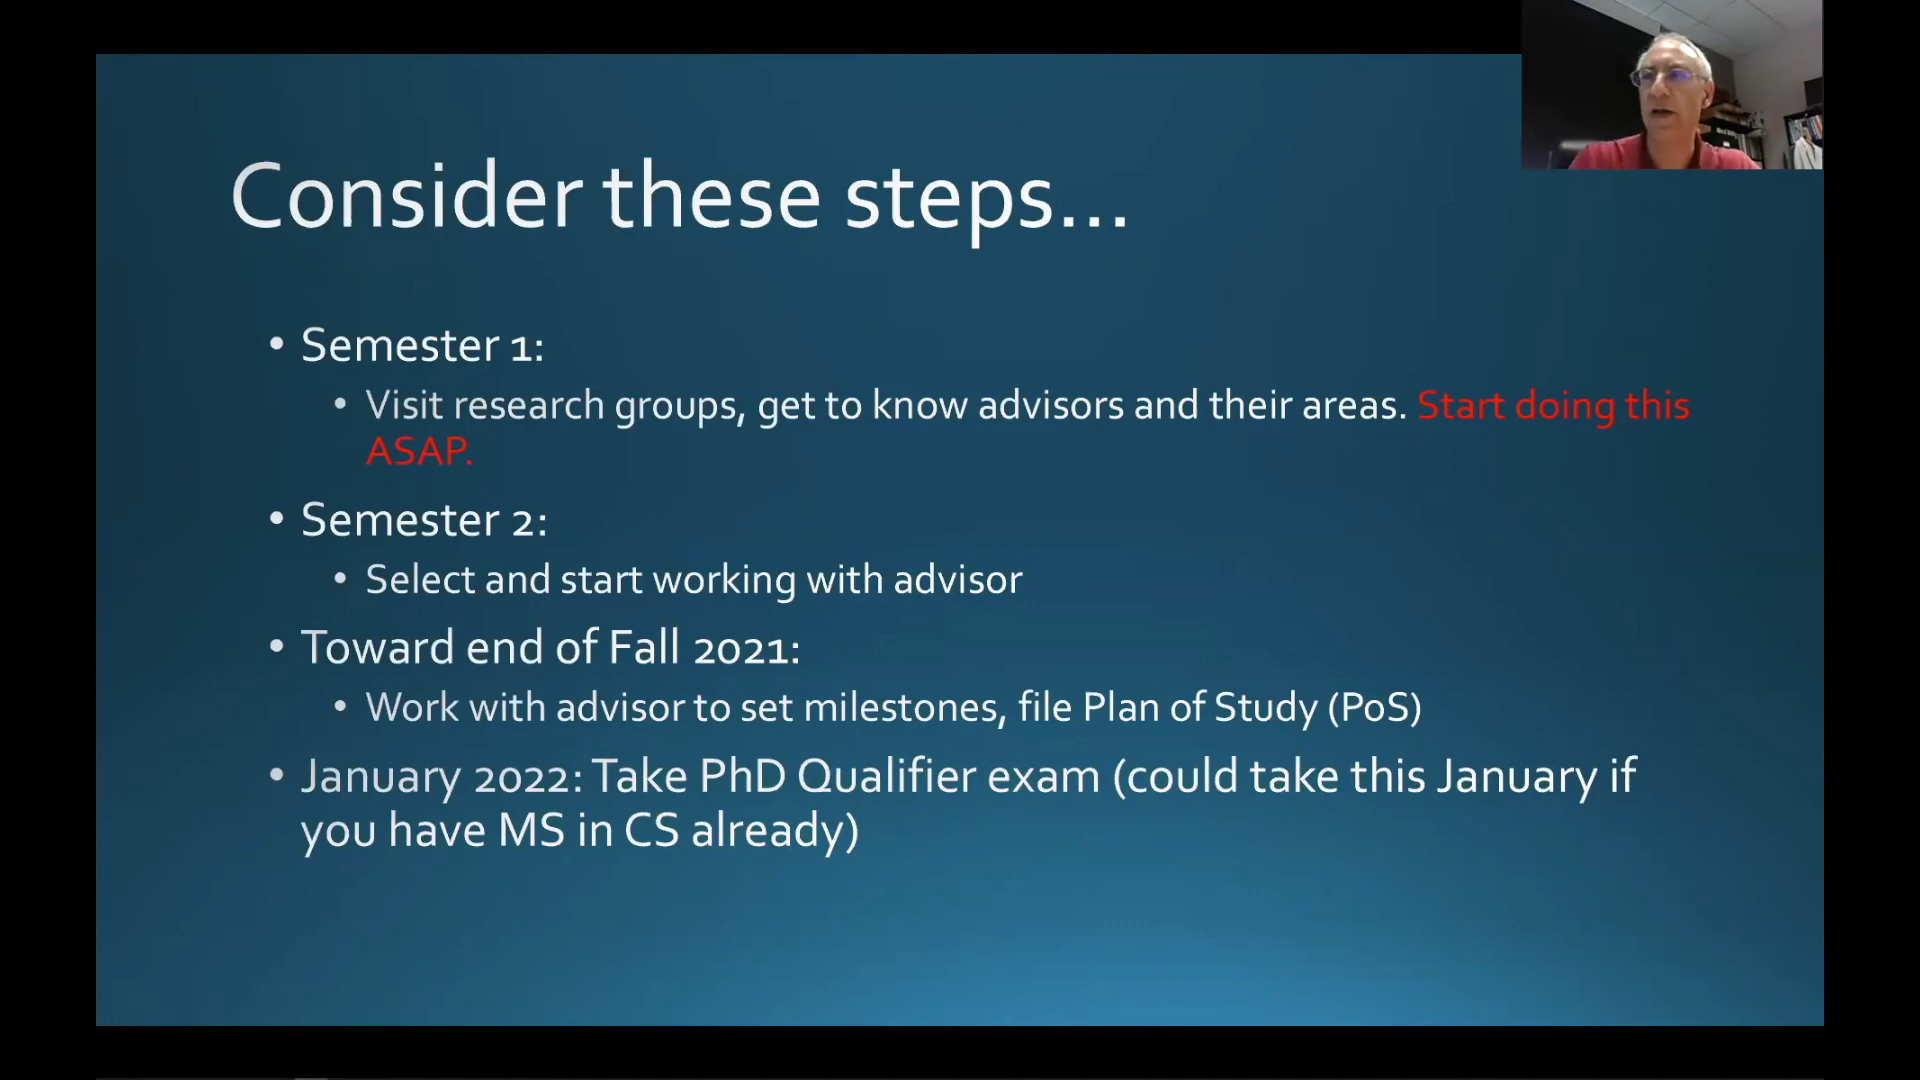 Consider these steps...
• Semester 1:
• Visit research groups, get to know advisors and their areas. Start doing this
ASAP.
• Semester 2:
• Select and start working with advisor
• Toward end of Fall 2021:
• Work with advisor to set milestones, file Plan of Study (PoS)
• January 2022: Take PhD Qualifier exam (could take this January if
you have MS in CS already)